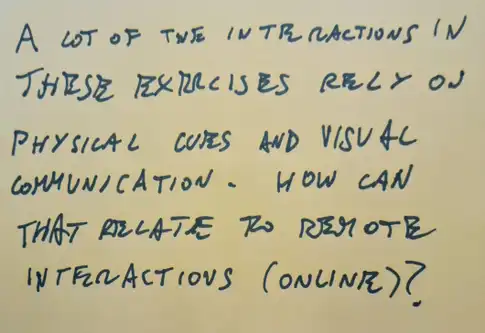 A LOT OF THE INTERACTIONS IN
THESE EXERCISES RELY ON
PHYSICAL CUES AND VISUAL
COMMUNICATION. HOW CAN
THAT RELATE TO REMOTE
INTERACTIONS (ONLINE)?